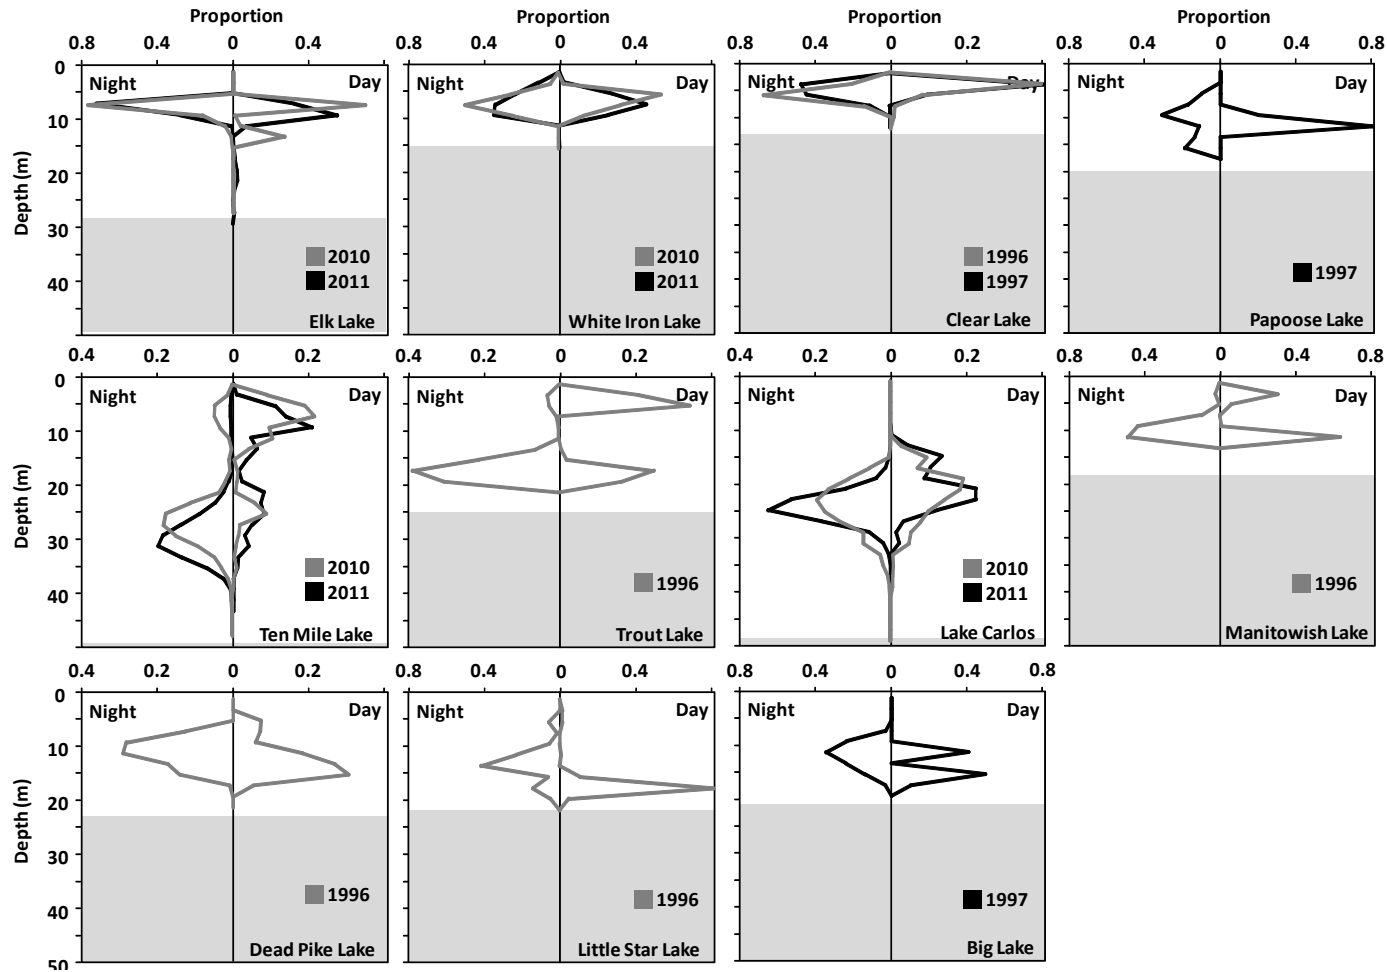 Proportion Proportion Proportion Proportion
0.8 0.4 0 0.4 0.8 0.4 0 0.4 0.4 0.2 0 0.2 0.8 0.4 0 0.4 0.8
Depth (m)
0
10
20
30
40
Night Day
2010
2011
Elk Lake
Night Day
2010
2011
White Iron Lake
Night Day
1996
1997
Clear Lake
Night Day
1997
Papoose Lake
0.4 0.2 0 0.2 0.4 0.2 0 0.2 0.4 0.2 0 0.2 0.8 0.4 0 0.4 0.8
Depth (m)
0
10
20
30
40
Night Day
2010
2011
Ten Mile Lake
Night Day
1996
Trout Lake
Night Day
2010
2011
Lake Carlos
Night Day
1996
Manitowish Lake
0.4 0.2 0 0.2 0.8 0.4 0 0.4 0.8 0.4 0 0.4 0.8
Depth (m)
0
10
20
30
40
50
Night Day
1996
Dead Pike Lake
Night Day
1996
Little Star Lake
Night Day
1997
Big Lake